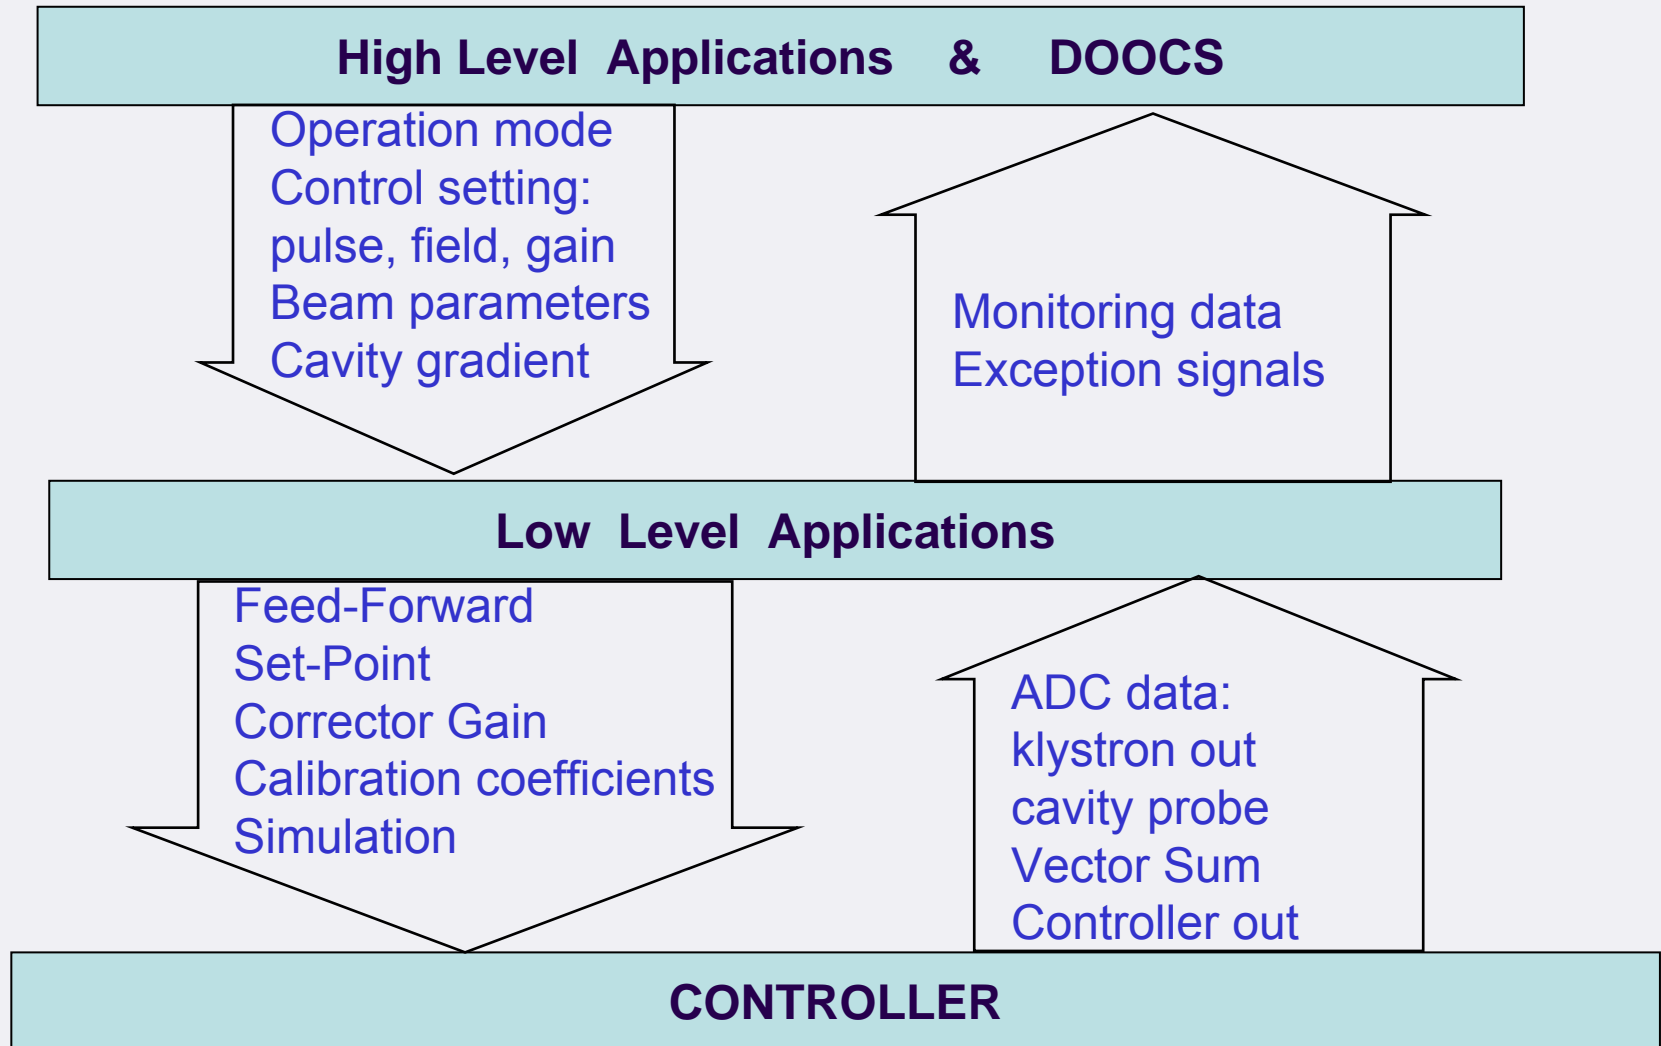 High Level Applications & DOOCS
Operation mode
Control setting:
pulse, field, gain
Beam parameters
Cavity gradient
Monitoring data
Exception signals
Low Level Applications
Feed-Forward
Set-Point
Corrector Gain
Calibration coefficients
Simulation
ADC data:
klystron out
cavity probe
Vector Sum
Controller out
CONTROLLER